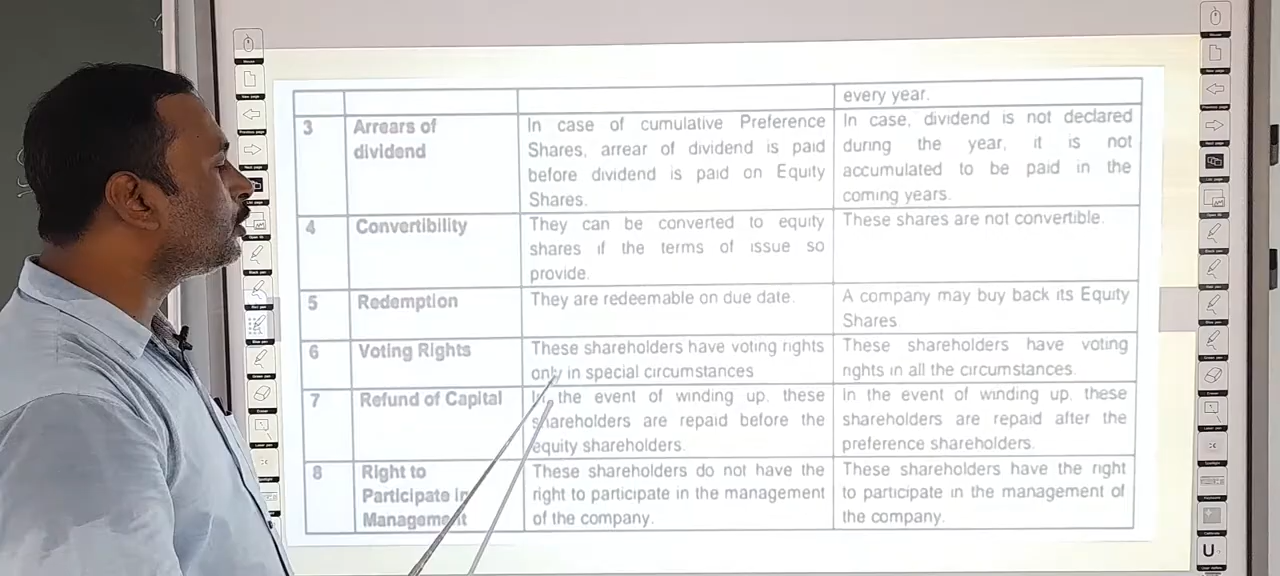 every year.
3 Arrears of dividend
In case of cumulative Preference
Shares, arrear of dividend is paid
before dividend is paid on Equity
Shares.
In case, dividend is not declared
during the year, it is not
accumulated to be paid in the
coming years.
4 Convertibility
They can be converted to equity
shares if the terms of issue so
provide.
These shares are not convertible.
5 Redemption
They are redeemable on due date.
A company may buy back its Equity
Shares
6 Voting Rights
These shareholders have voting rights
only in special circumstances
These shareholders have voting
rights in all the circumstances.
7 Refund of Capital
In the event of winding up, these
shareholders are repaid before the
equity shareholders.
In the event of winding up, these
shareholders are repaid after the
preference shareholders.
8 Right to
Participate in
Management
These shareholders do not have the
right to participate in the management
of the company.
These shareholders have the right
to participate in the management of
the company.